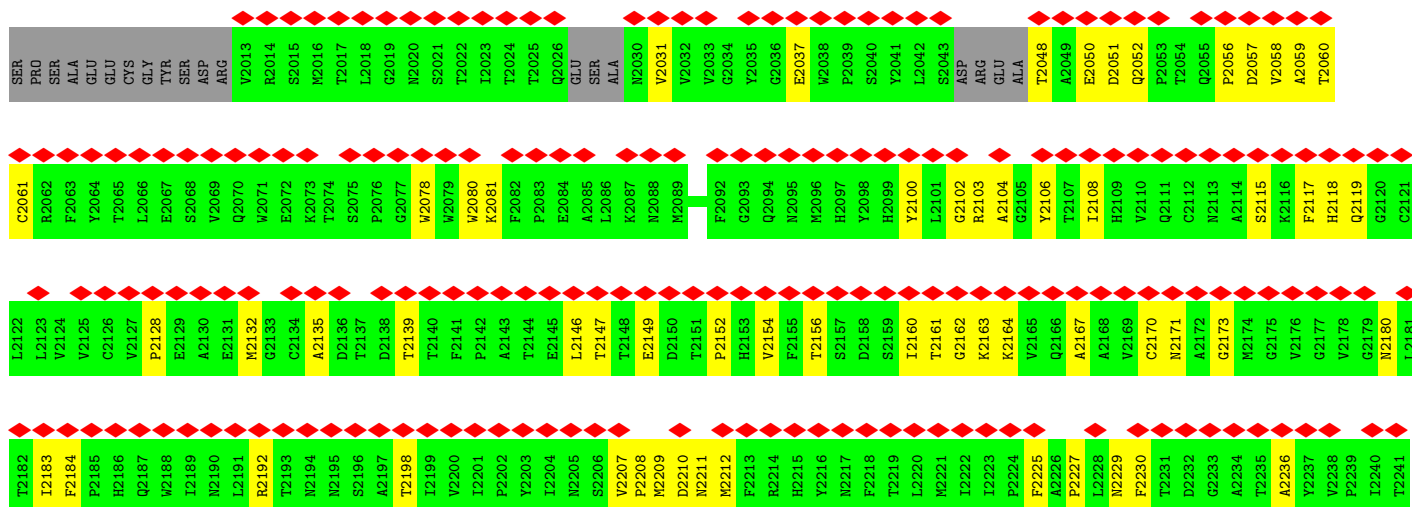 SER PRO SER ALA GLU GLU CYS GLY TYR SER ASP ARG V2013 R2014 S2015 M2016 T2017 L2018 G2019 N2020 S2021 T2022 I2023 T2024 T2025 Q2026 GLU SER ALA N2030 V2031 V2032 V2033 G2034 Y2035 G2036 E2037 W2038 P2039 S2040 Y2041 L2042 S2043 ASP ARG GLU ALA T2048 A2049 E2050 D2051 Q2052 P2053 T2054 Q2055 P2056 D2057 V2058 A2059 T2060
C2061 R2062 F2063 Y2064 T2065 L2066 E2067 S2068 V2069 Q2070 W2071 E2072 K2073 T2074 S2075 P2076 G2077 W2078 W2079 W2080 K2081 F2082 P2083 E2084 A2085 L2086 K2087 N2088 M2089 F2092 G2093 Q2094 N2095 M2096 H2097 Y2098 H2099 Y2100 L2101 G2102 R2103 A2104 G2105 Y2106 T2107 I2108 H2109 V2110 Q2111 C2112 N2113 A2114 S2115 K2116 F2117 H2118 Q2119 G2120 C2121
L2122 L2123 V2124 V2125 C2126 V2127 P2128 E2129 A2130 E2131 M2132 G2133 C2134 A2135 D2136 T2137 D2138 T2139 T2140 F2141 P2142 A2143 T2144 E2145 L2146 T2147 T2148 E2149 D2150 T2151 P2152 H2153 V2154 F2155 T2156 S2157 D2158 S2159 I2160 T2161 G2162 K2163 K2164 V2165 Q2166 A2167 A2168 V2169 C2170 N2171 A2172 G2173 M2174 G2175 V2176 G2177 V2178 G2179 N2180 L2181
T2182 I2183 F2184 P2185 H2186 Q2187 W2188 I2189 N2190 L2191 R2192 T2193 N2194 N2195 S2196 A2197 T2198 I2199 V2200 I2201 P2202 Y2203 I2204 N2205 S2206 V2207 P2208 M2209 D2210 N2211 M2212 F2213 R2214 H2215 Y2216 N2217 F2218 T2219 L2220 M2221 I2222 I2223 P2224 F2225 A2226 P2227 L2228 N2229 F2230 T2231 D2232 G2233 A2234 T2235 A2236 Y2237 V2238 P2239 I2240 T2241